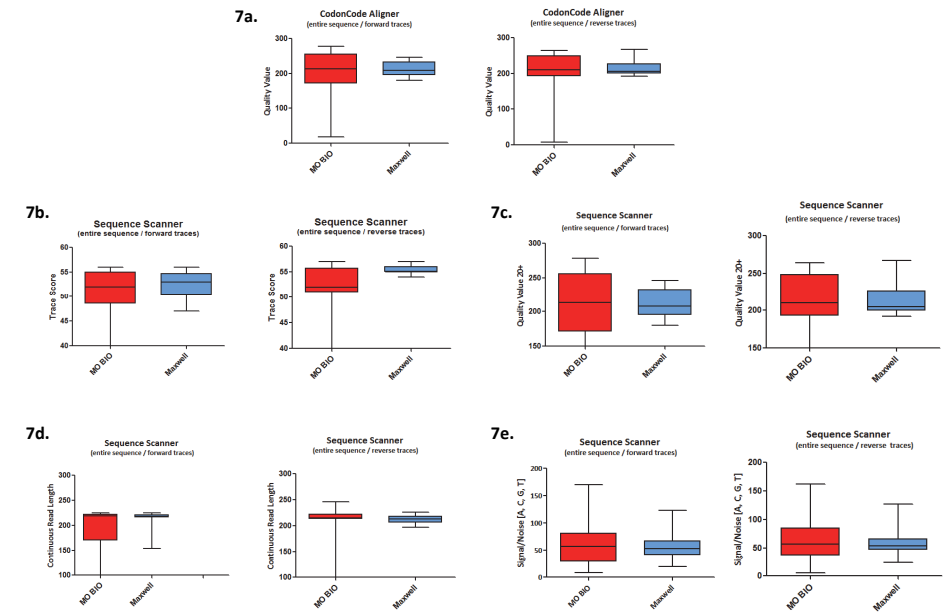 7a.
CodonCode Aligner
(entire sequence / forward traces)
Quality Value
300
200
100
0
MO BIO
Maxwell
CodonCode Aligner
(entire sequence / reverse traces)
Quality Value
300
200
100
0
MO BIO
Maxwell
7b.
Sequence Scanner
(entire sequence / forward traces)
Trace Score
60
55
50
45
40
MO BIO
Maxwell
Sequence Scanner
(entire sequence / reverse traces)
Trace Score
60
55
50
45
40
MO BIO
Maxwell
7c.
Sequence Scanner
(entire sequence / forward traces)
Quality Value 20+
300
250
200
150
MO BIO
Maxwell
Sequence Scanner
(entire sequence / reverse traces)
Quality Value 20+
300
250
200
150
MO BIO
Maxwell
7d.
Sequence Scanner
(entire sequence / forward traces)
Continuous Read Length
300
250
200
150
100
MO BIO
Maxwell
Sequence Scanner
(entire sequence / reverse traces)
Continuous Read Length
300
250
200
150
100
MO BIO
Maxwell
7e.
Sequence Scanner
(entire sequence / forward traces)
Signal/Noise [A, C, G, T]
200
150
100
50
0
MO BIO
Maxwell
Sequence Scanner
(entire sequence / reverse traces)
Signal/Noise [A, C, G, T]
200
150
100
50
0
MO BIO
Maxwell